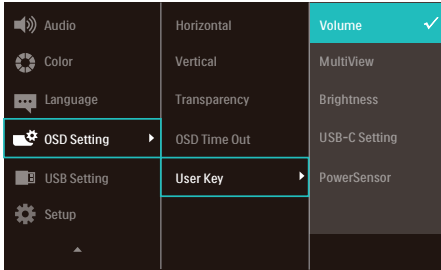 Audio
Color
Language
OSD Setting
USB Setting
Setup
Horizontal
Vertical
Transparency
OSD Time Out
User Key
Volume
MultiView
Brightness
USB-C Setting
PowerSensor